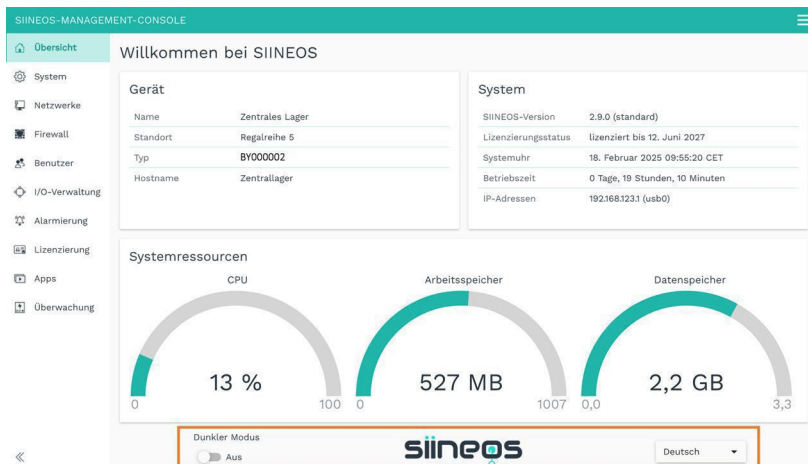 SIINEOS-MANAGEMENT-CONSOLE
Übersicht
System
Netzwerke
Firewall
Benutzer
I/O-Verwaltung
Alarmierung
Lizenzierung
Apps
Überwachung
Willkommen bei SIINEOS
Gerät
Name Zentrales Lager
Standort Regalreihe 5
Typ BY000002
Hostname Zentrallager
System
SIINEOS-Version 2.9.0 (standard)
Lizenzierungsstatus lizenziert bis 12. Juni 2027
Systemuhr 18. Februar 2025 09:55:20 CET
Betriebszeit 0 Tage, 19 Stunden, 10 Minuten
IP-Adressen 192.168.123.1 (usb0)
Systemressourcen
CPU
13 %
0 100
Arbeitsspeicher
527 MB
0 1007
Datenspeicher
2,2 GB
0,0 3,3
Dunkler Modus
Aus
siineos
Deutsch